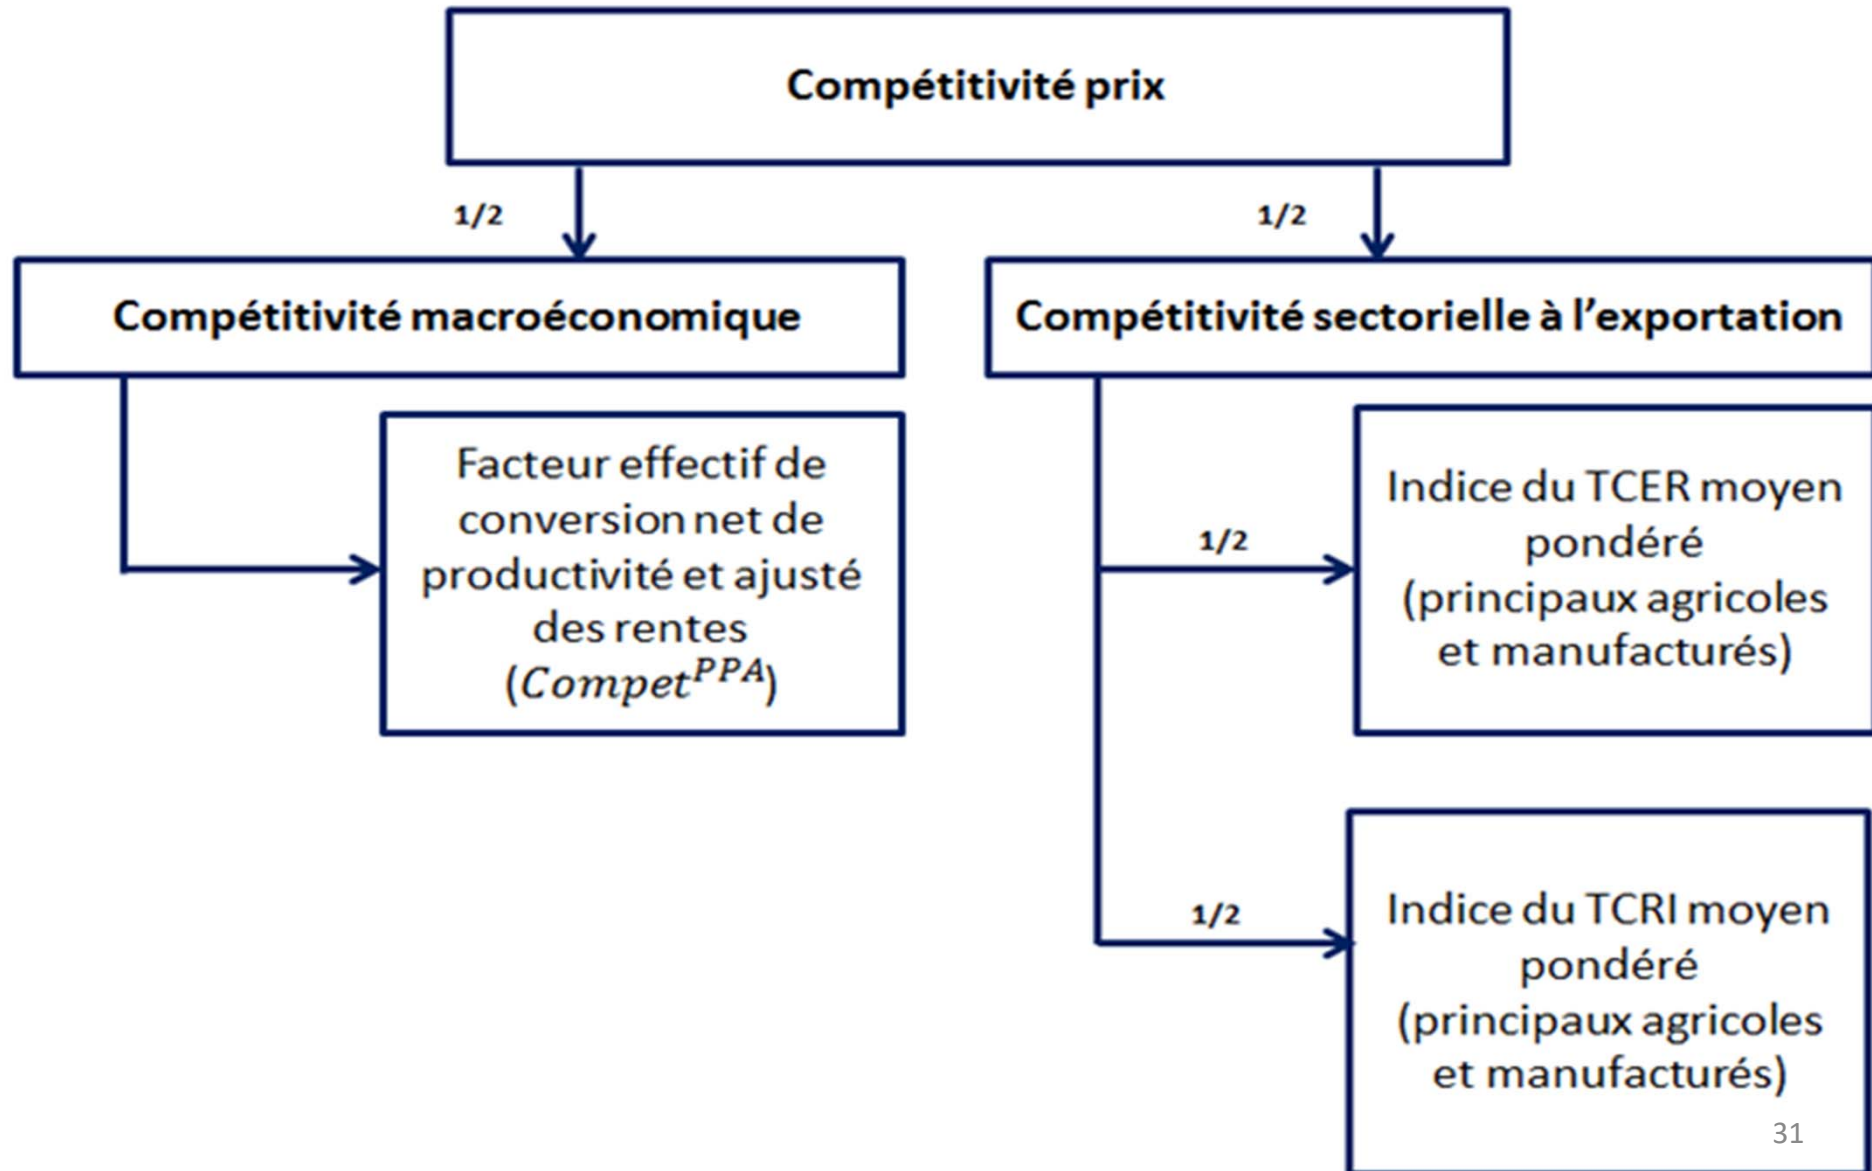 Compétitivité prix
1/2
1/2
Compétitivité macroéconomique
Compétitivité sectorielle à l'exportation
Facteur effectif de
conversion net de
productivité et ajusté
des rentes
(Compet^PPA)
1/2
Indice du TCER moyen
pondéré
(principaux agricoles
et manufacturés)
1/2
Indice du TCRI moyen
pondéré
(principaux agricoles
et manufacturés)
31